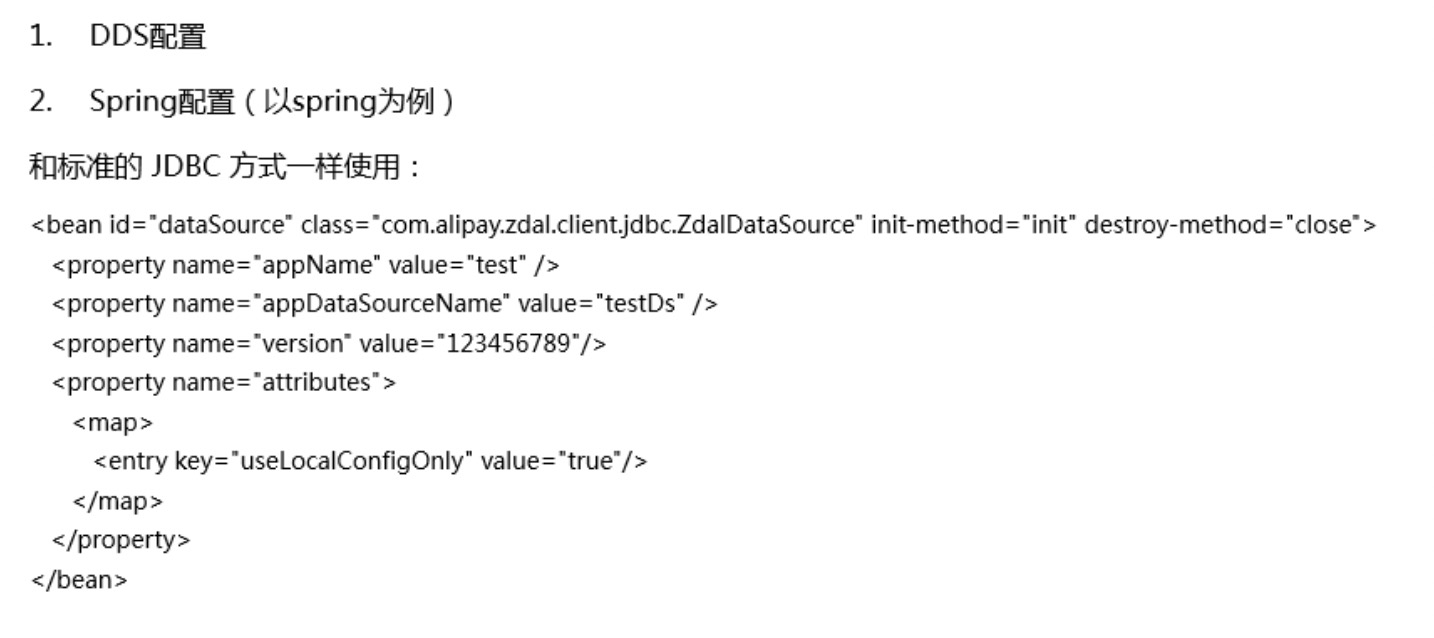 1. DDS配置
2. Spring配置（以spring为例）
和标准的 JDBC 方式一样使用：
<bean id="dataSource" class="com.alipay.zdal.client.jdbc.ZdalDataSource" init-method="init" destroy-method="close">
<property name="appName" value="test" />
<property name="appDataSourceName" value="testDs" />
<property name="version" value="123456789"/>
<property name="attributes">
<map>
<entry key="useLocalConfigOnly" value="true"/>
</map>
</property>
</bean>